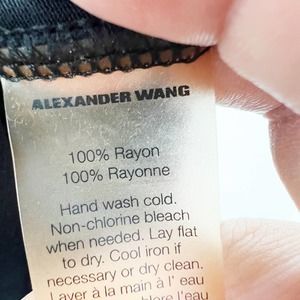 ALEXANDER WANG
100% Rayon
100% Rayonne
Hand wash cold.
Non-chlorine bleach
when needed. Lay flat
to dry. Cool iron if
necessary or dry clean.
Laver à la main à l' eau
l'eau